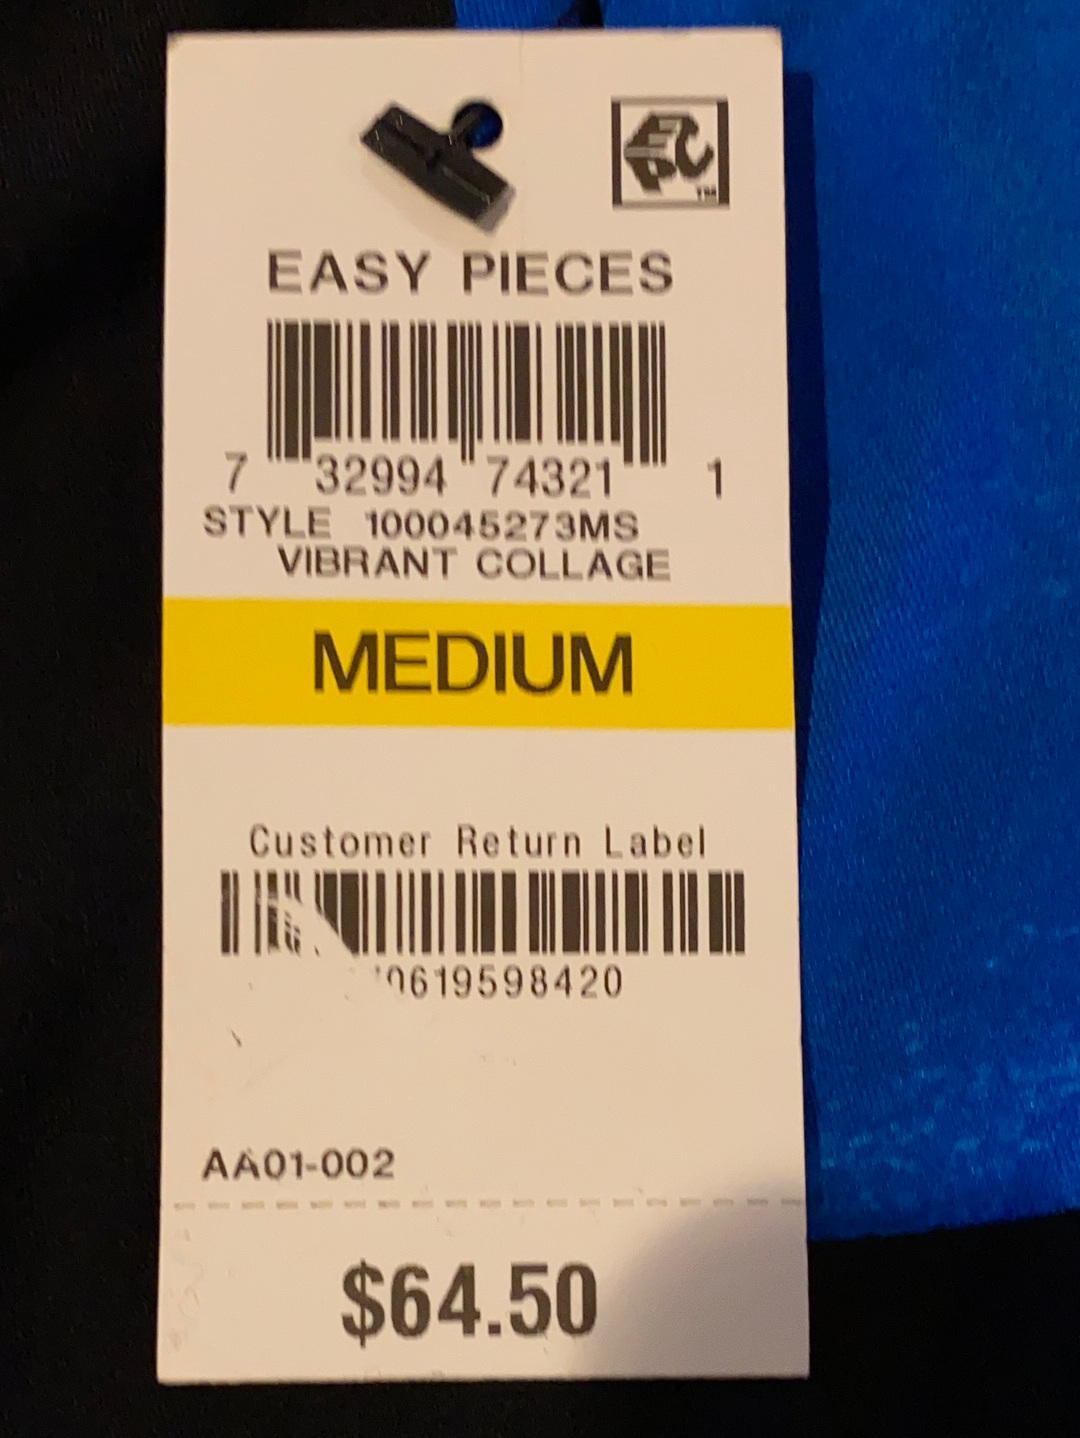 EPC™
EASY PIECES
7 32994 74321 1
STYLE 100045273MS
VIBRANT COLLAGE
MEDIUM
Customer Return Label
0619598420
AA01-002
$64.50